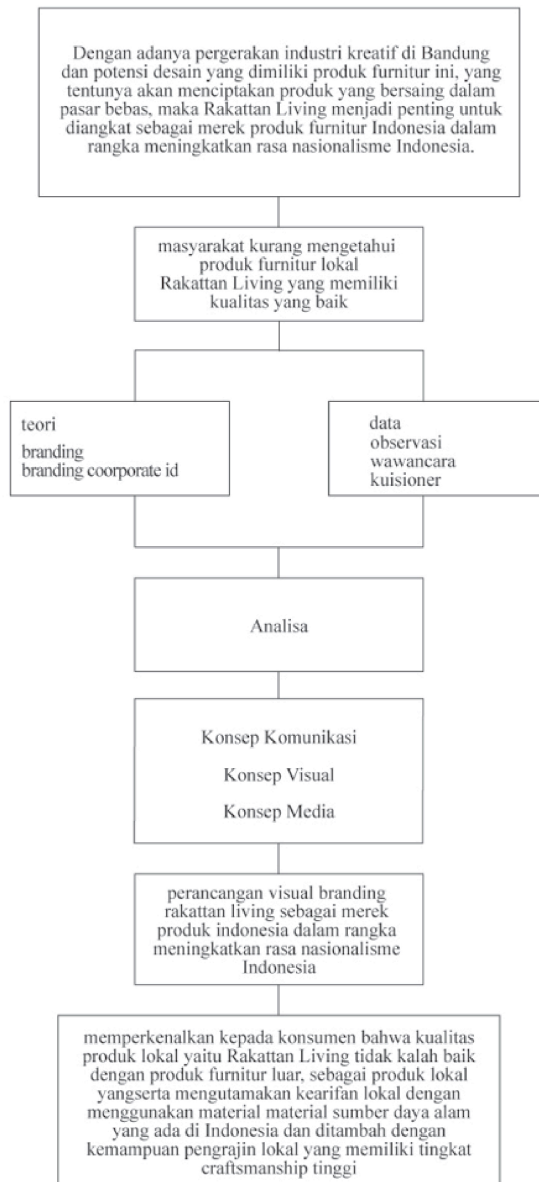 Dengan adanya pergerakan industri kreatif di Bandung
dan potensi desain yang dimiliki produk furnitur ini, yang
tentunya akan menciptakan produk yang bersaing dalam
pasar bebas, maka Rakattan Living menjadi penting untuk
diangkat sebagai merek produk furnitur Indonesia dalam
rangka meningkatkan rasa nasionalisme Indonesia.
masyarakat kurang mengetahui
produk furnitur lokal
Rakattan Living yang memiliki
kualitas yang baik
teori
branding
branding coorporate id
data
observasi
wawancara
kuisioner
Analisa
Konsep Komunikasi
Konsep Visual
Konsep Media
perancangan visual branding
rakattan living sebagai merek
produk indonesia dalam rangka
meningkatkan rasa nasionalisme
Indonesia
memperkenalkan kepada konsumen bahwa kualitas
produk lokal yaitu Rakattan Living tidak kalah baik
dengan produk furnitur luar, sebagai produk lokal
yangserta mengutamakan kearifan lokal dengan
menggunakan material material sumber daya alam
yang ada di Indonesia dan ditambah dengan
kemampuan pengrajin lokal yang memiliki tingkat
craftsmanship tinggi